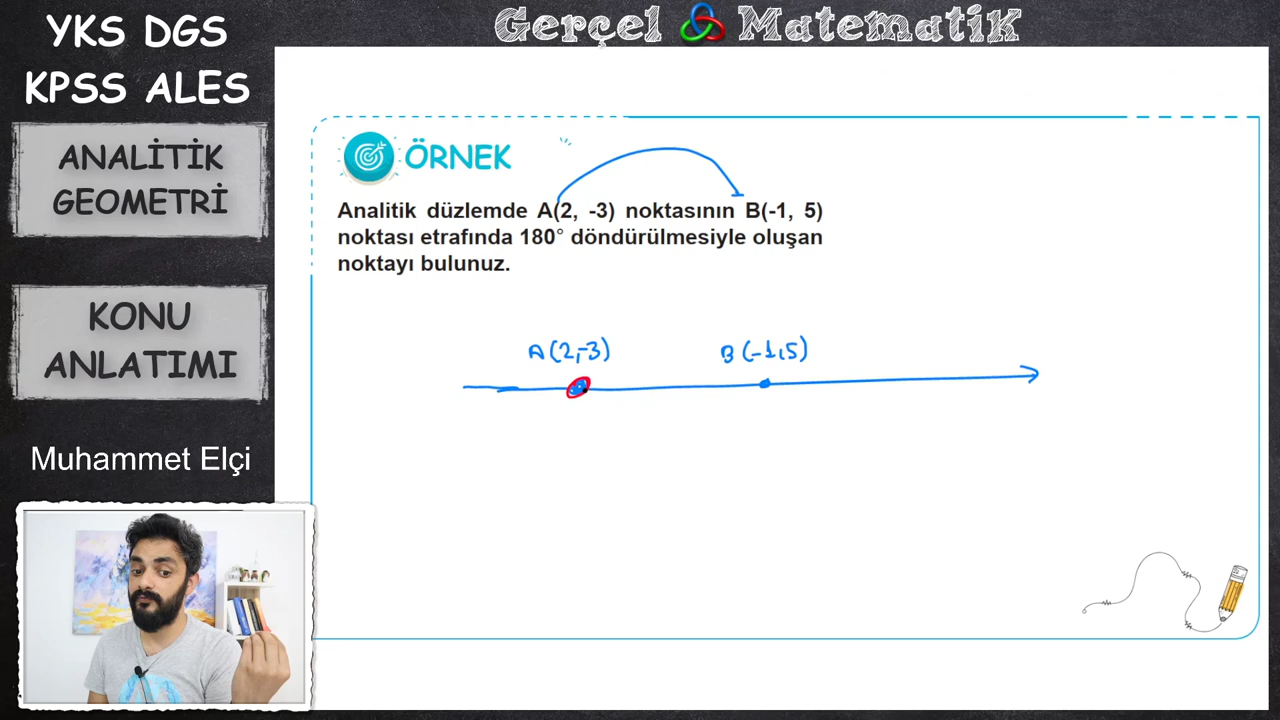 YKS DGS
KPSS ALES
ANALİTİK
GEOMETRİ
KONU
ANLATIMI
Muhammet Elçi
Gerçel Matematik
ÖRNEK
Analitik düzlemde A(2, -3) noktasının B(-1, 5)
noktası etrafında 180° döndürülmesiyle oluşan
noktayı bulunuz.
A(2,-3) B(-1,5)